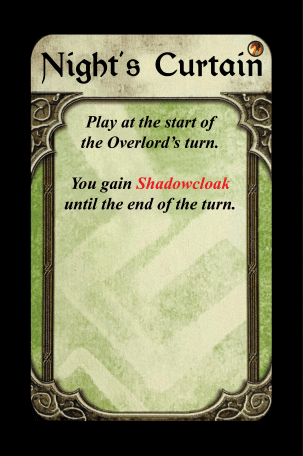 Night's Curtain
Play at the start of
the Overlord's turn.
You gain Shadowcloak
until the end of the turn.